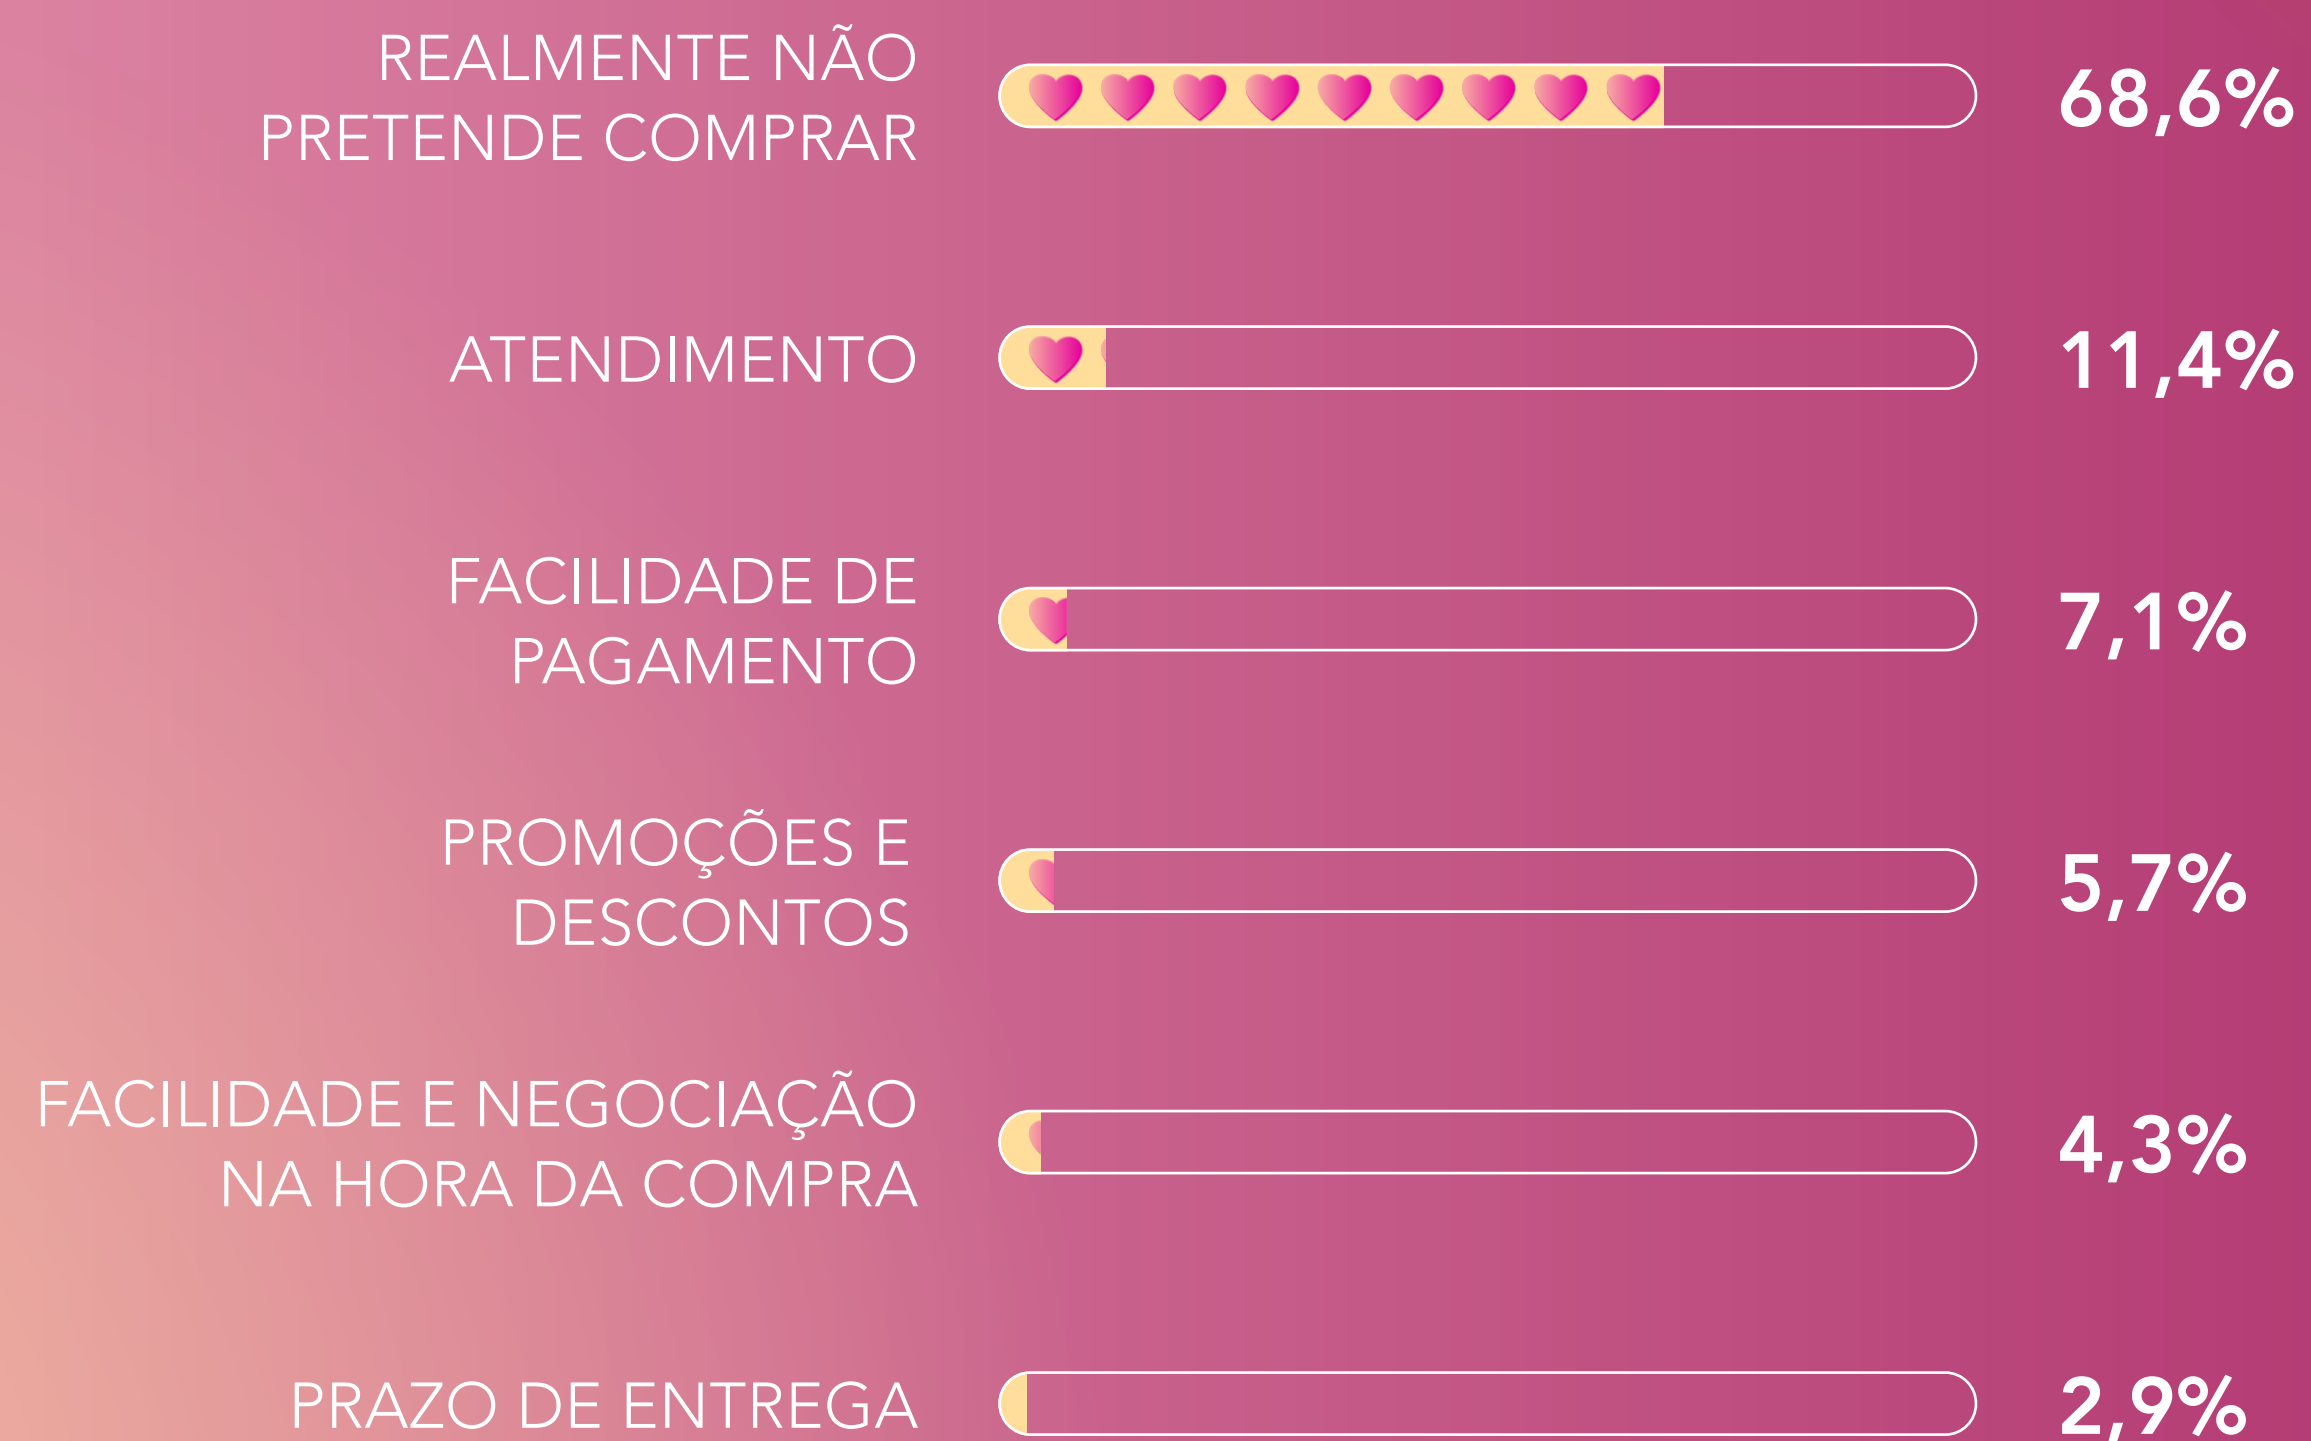 REALMENTE NÃO
PRETENDE COMPRAR
68,6%
ATENDIMENTO
11,4%
FACILIDADE DE
PAGAMENTO
7,1%
PROMOÇÕES E
DESCONTOS
5,7%
FACILIDADE E NEGOCIAÇÃO
NA HORA DA COMPRA
4,3%
PRAZO DE ENTREGA
2,9%